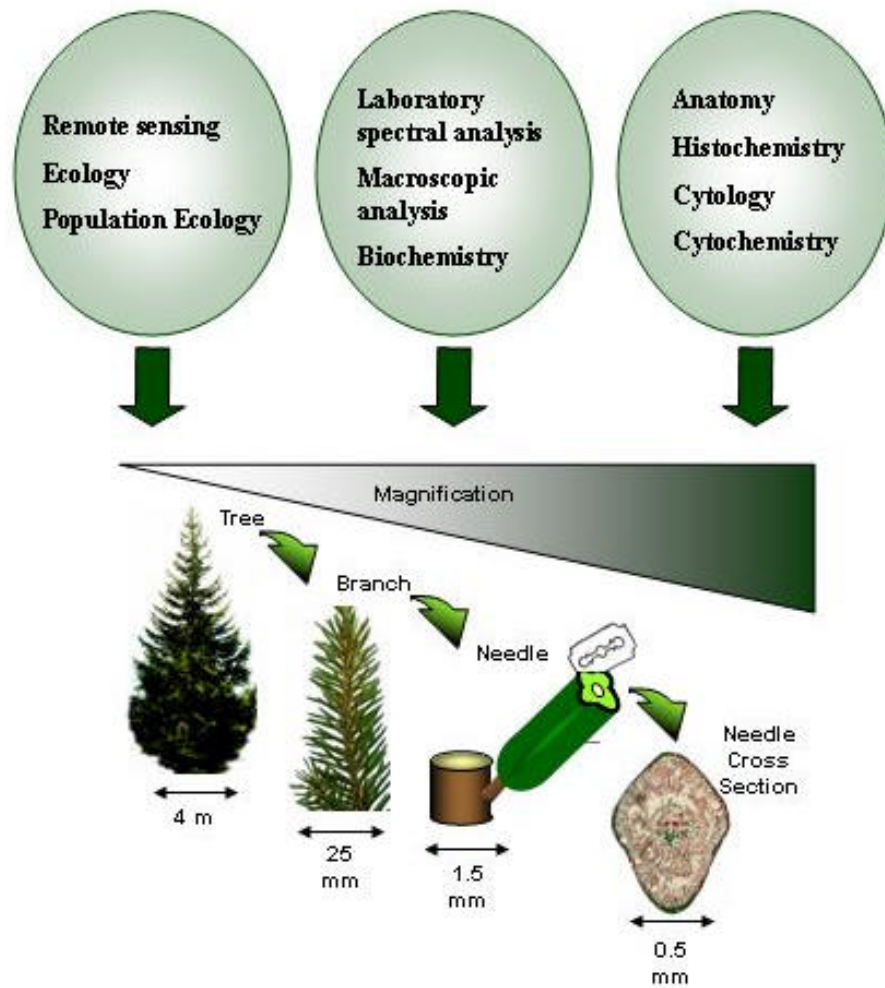 Remote sensing
Ecology
Population Ecology
Laboratory
spectral analysis
Macroscopic
analysis
Biochemistry
Anatomy
Histochemistry
Cytology
Cytochemistry
Magnification
Tree
Branch
Needle
Needle
Cross
Section
4 m
25
mm
1.5
mm
0.5
mm